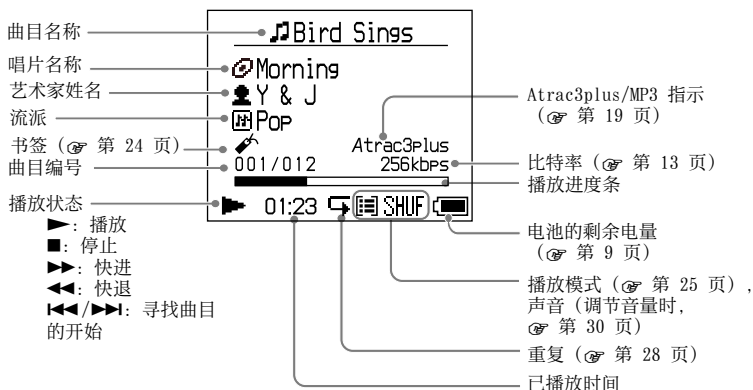 曲目名称
唱片名称
艺术家姓名
流派
书签（☞ 第 24 页）
曲目编号
播放状态
►: 播放
■: 停止
►►: 快进
◄◄: 快退
I◄◄/►►I: 寻找曲目
的开始
♫Bird Sings
Morning
Y & J
Pop
Atrac3plus
001/012 256kbps
01:23 SHUF
Atrac3plus/MP3 指示
（☞ 第 19 页）
比特率（☞ 第 13 页）
播放进度条
电池的剩余电量
（☞ 第 9 页）
播放模式（☞ 第 25 页），
声音（调节音量时，
☞ 第 30 页）
重复（☞ 第 28 页）
已播放时间